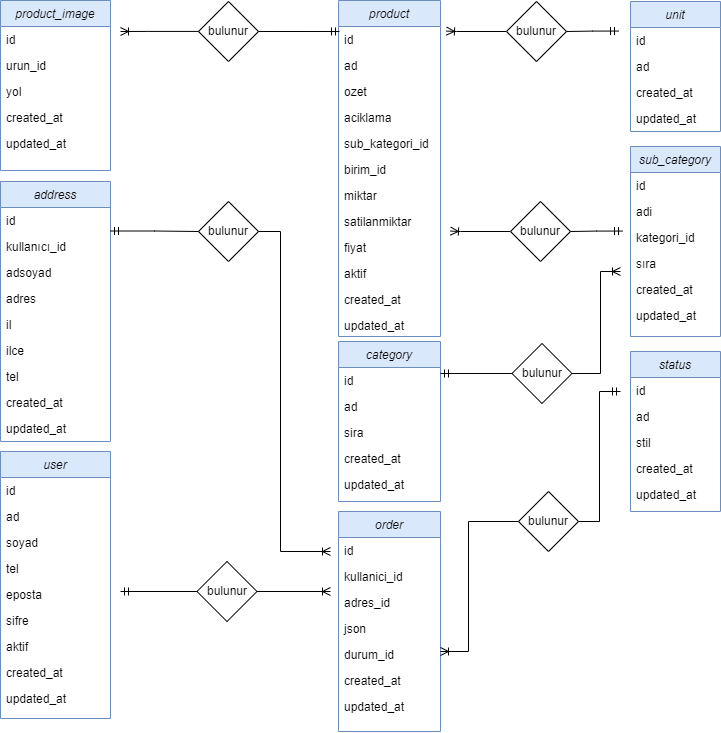 product_image
id
urun_id
yol
created_at
updated_at
bulunur
product
id
ad
ozet
aciklama
sub_kategori_id
birim_id
miktar
satilanmiktar
fiyat
aktif
created_at
updated_at
bulunur
unit
id
ad
created_at
updated_at
address
id
kullanıcı_id
adsoyad
adres
il
ilce
tel
created_at
updated_at
bulunur
bulunur
sub_category
id
adi
kategori_id
sıra
created_at
updated_at
category
id
ad
sira
created_at
updated_at
bulunur
status
id
ad
stil
created_at
updated_at
user
id
ad
soyad
tel
eposta
sifre
aktif
created_at
updated_at
bulunur
order
id
kullanici_id
adres_id
json
durum_id
created_at
updated_at
bulunur